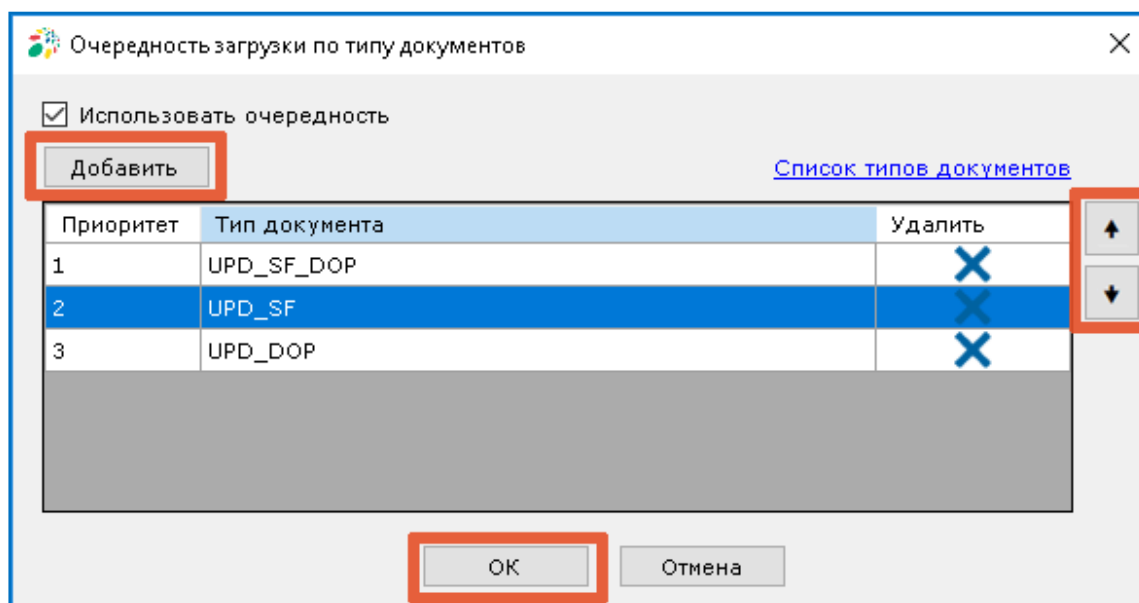 Очередность загрузки по типу документов
Использовать очередность
Добавить
Список типов документов
Приоритет Тип документа Удалить
1 UPD_SF_DOP
2 UPD_SF
3 UPD_DOP
ОК Отмена